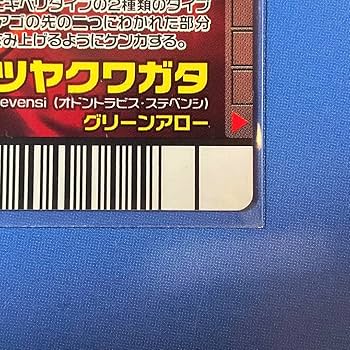 キバリタイプの2種類のタイプ
アゴの先の二つにわかれた部分
み上げるようにケンカする。
ツヤクワガタ
evensi (オドントラビス・ステベンシ)
グリーンアロー